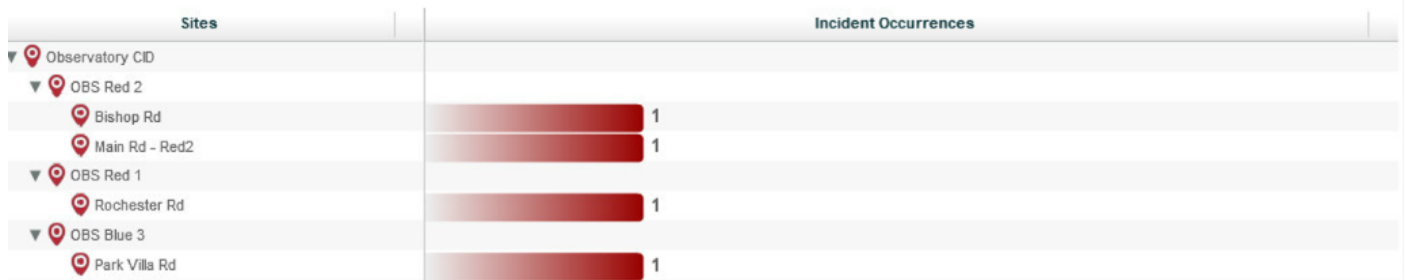 Sites Incident Occurrences
Observatory CID
OBS Red 2
Bishop Rd 1
Main Rd - Red2 1
OBS Red 1
Rochester Rd 1
OBS Blue 3
Park Villa Rd 1